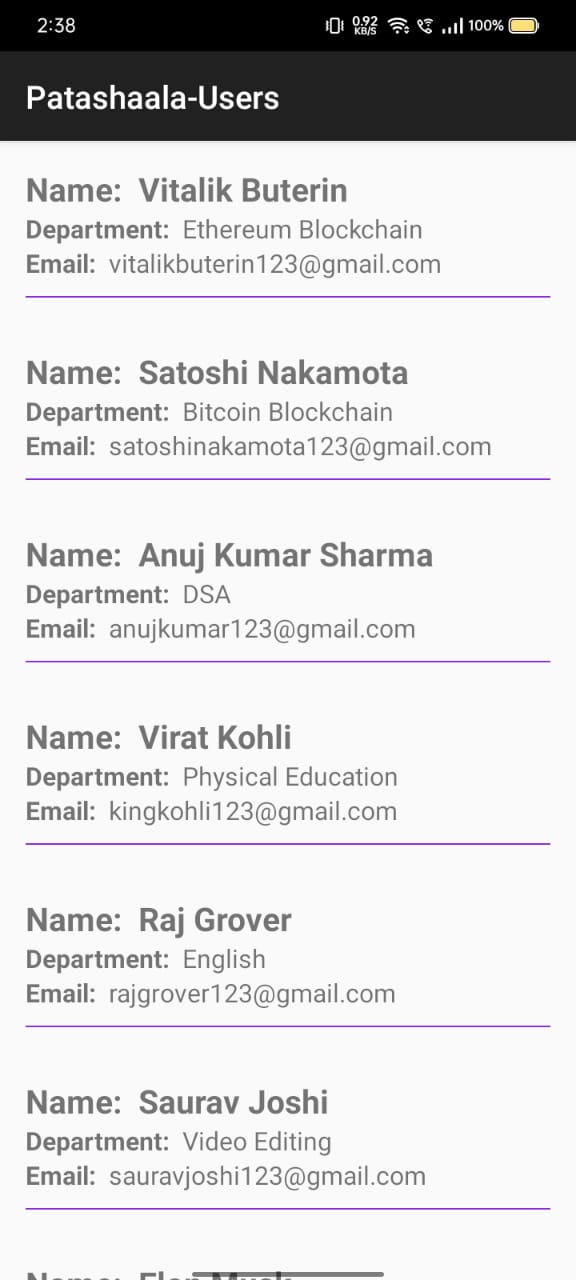 2:38 0.92 KB/S 100%
Patashaala-Users
Name: Vitalik Buterin
Department: Ethereum Blockchain
Email: vitalikbuterin123@gmail.com
Name: Satoshi Nakamota
Department: Bitcoin Blockchain
Email: satoshinakamota123@gmail.com
Name: Anuj Kumar Sharma
Department: DSA
Email: anujkumar123@gmail.com
Name: Virat Kohli
Department: Physical Education
Email: kingkohli123@gmail.com
Name: Raj Grover
Department: English
Email: rajgrover123@gmail.com
Name: Saurav Joshi
Department: Video Editing
Email: sauravjoshi123@gmail.com
Name: Elon Musk